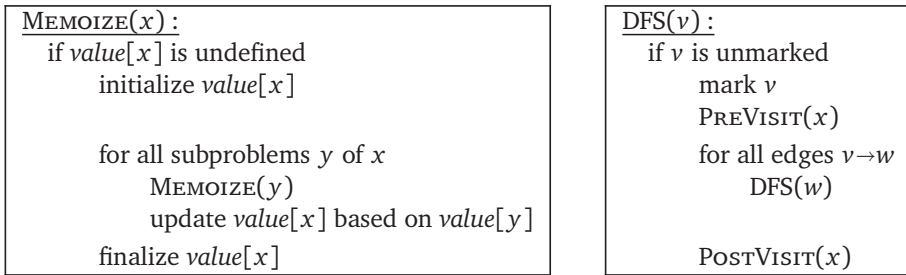 MEMOIZE(x) :
if value[x] is undefined
initialize value[x]
for all subproblems y of x
MEMOIZE(y)
update value[x] based on value[y]
finalize value[x]
DFS(v) :
if v is unmarked
mark v
PREVISIT(x)
for all edges v→w
DFS(w)
POSTVISIT(x)